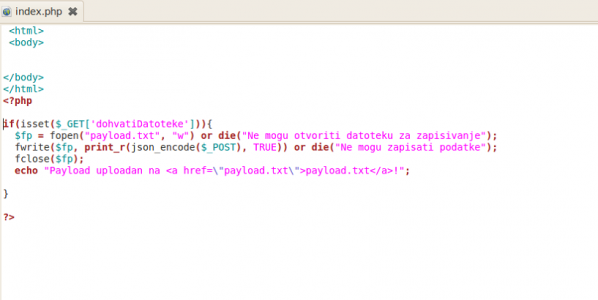 index.php
<html>
<body>
</body>
</html>
<?php
if(isset($_GET['dohvatiDatoteke'])){
$fp = fopen("payload.txt", "w") or die("Ne mogu otvoriti datoteku za zapisivanje");
fwrite($fp, print_r(json_encode($_POST), TRUE)) or die("Ne mogu zapisati podatke");
fclose($fp);
echo "Payload uploadan na <a href=\"payload.txt\">payload.txt</a>!";
}
?>